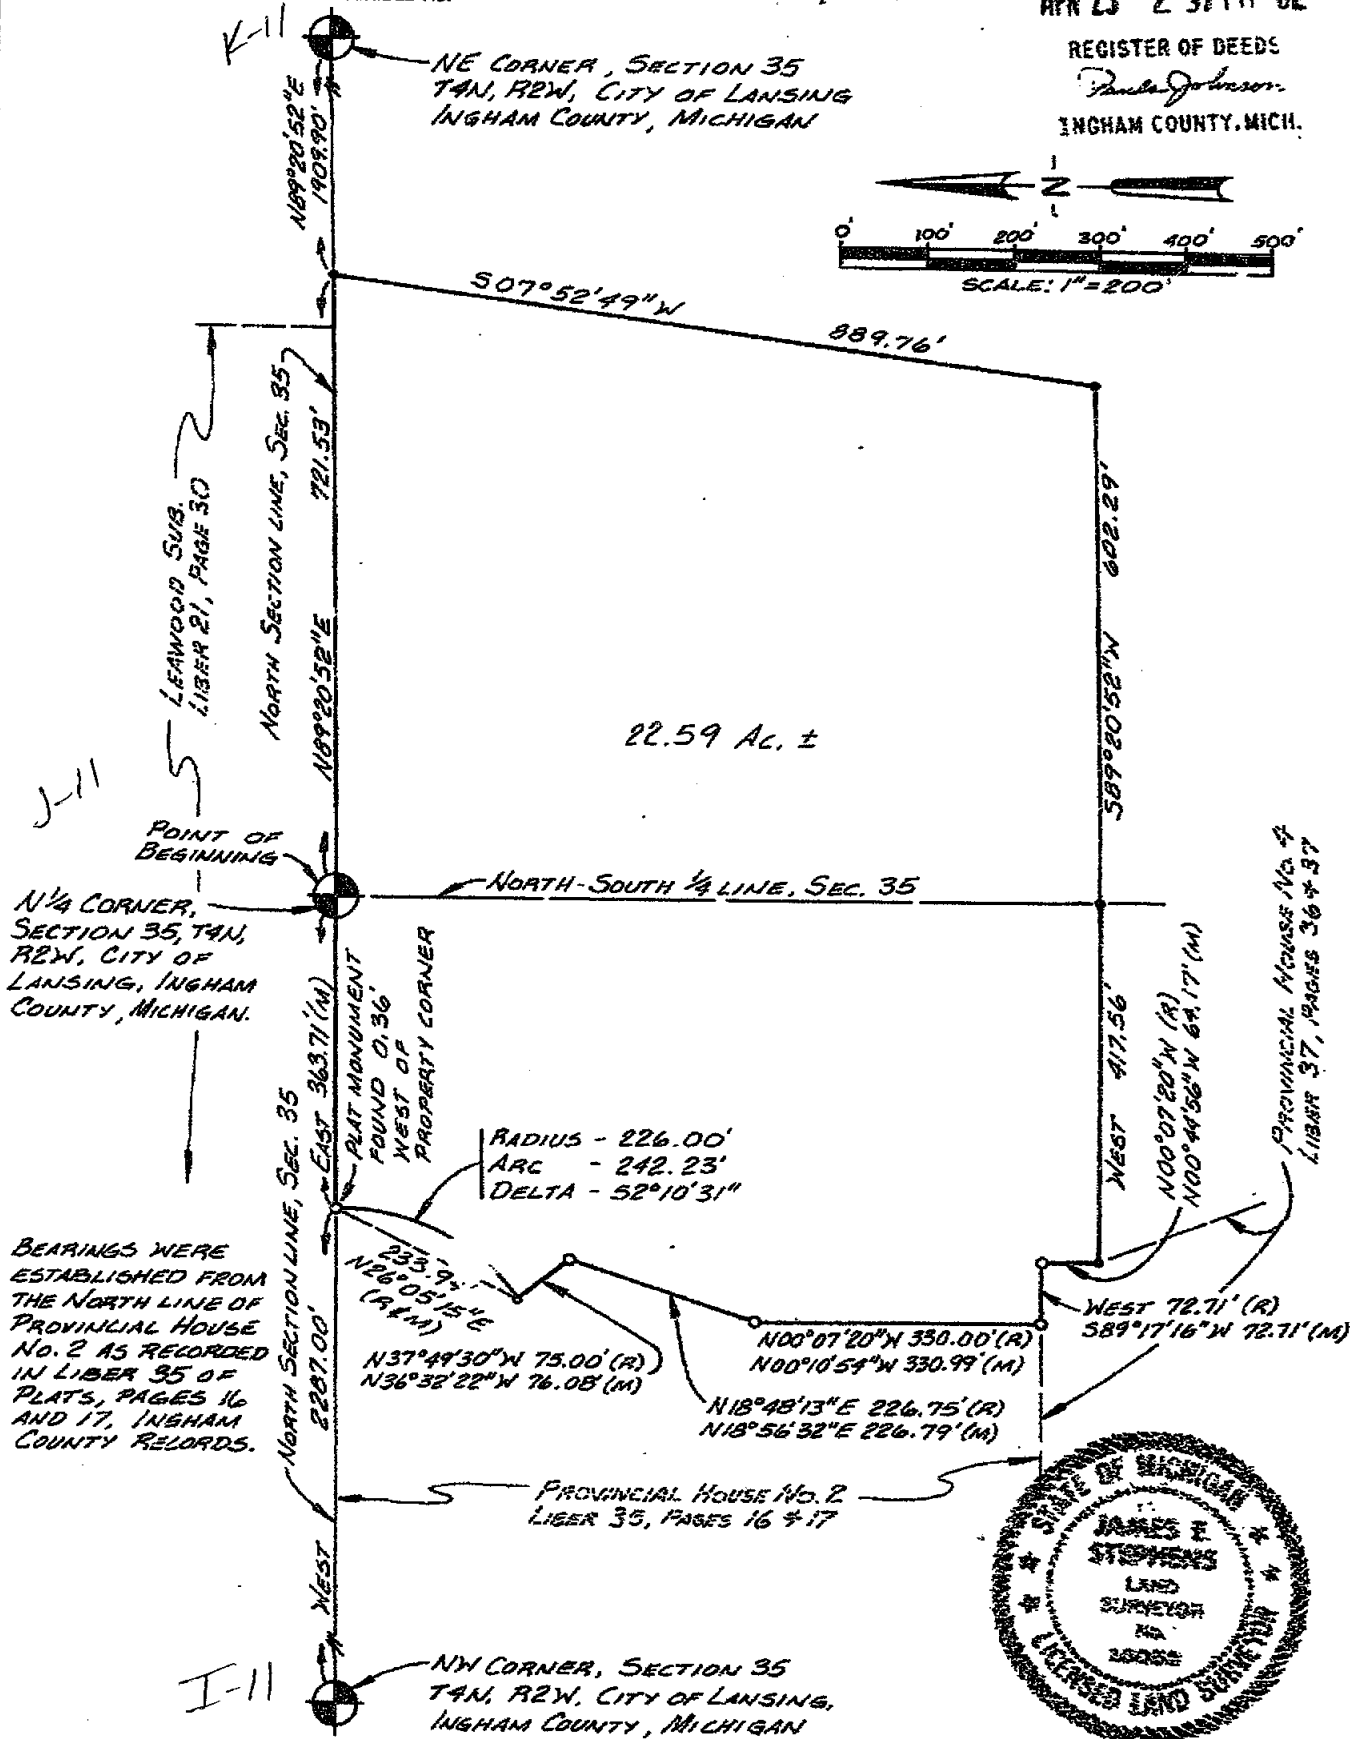 K-11
NE CORNER, SECTION 35
T4N, R2W, CITY OF LANSING
INGHAM COUNTY, MICHIGAN
REGISTER OF DEEDS
Paula Johnson
INGHAM COUNTY, MICH.
N
0' 100' 200' 300' 400' 500'
SCALE: 1"=200'
N89°20'52"E
1909.90'
S07°52'49"W
889.76'
LEAWOOD SUB.
LIBER 21, PAGE 30
NORTH SECTION LINE, SEC. 35
721.53'
N89°20'52"E
602.29'
S89°20'52"W
22.59 Ac. ±
J-11
POINT OF
BEGINNING
N 1/4 CORNER,
SECTION 35, T4N,
R2W, CITY OF
LANSING, INGHAM
COUNTY, MICHIGAN.
NORTH-SOUTH 1/4 LINE, SEC. 35
EAST 363.71'(M)
PLAT MONUMENT
FOUND 0.36'
WEST OF
PROPERTY CORNER
WEST 417.56'
N00°07'20"W (R)
N00°44'56"W 64.17'(M)
PROVINCIAL HOUSE No. 4
LIBER 37, PAGES 36 & 37
RADIUS - 226.00'
ARC - 242.23'
DELTA - 52°10'31"
233.94'
N26°05'15"E
(R & M)
BEARINGS WERE
ESTABLISHED FROM
THE NORTH LINE OF
PROVINCIAL HOUSE
No. 2 AS RECORDED
IN LIBER 35 OF
PLATS, PAGES 16
AND 17, INGHAM
COUNTY RECORDS.
NORTH SECTION LINE, SEC. 35
WEST 2287.00'
N37°49'30"W 75.00'(R)
N36°32'22"W 76.08'(M)
N00°07'20"W 330.00'(R)
N00°10'54"W 330.99'(M)
N18°48'13"E 226.75'(R)
N18°56'32"E 226.79'(M)
WEST 72.71'(R)
S89°17'16"W 72.71'(M)
PROVINCIAL HOUSE No. 2
LIBER 35, PAGES 16 & 17
STATE OF MICHIGAN
JAMES
STEPHENS
LAND
SURVEYOR
NO.
LICENSED LAND SURVEYOR
I-11
NW CORNER, SECTION 35
T4N, R2W, CITY OF LANSING,
INGHAM COUNTY, MICHIGAN